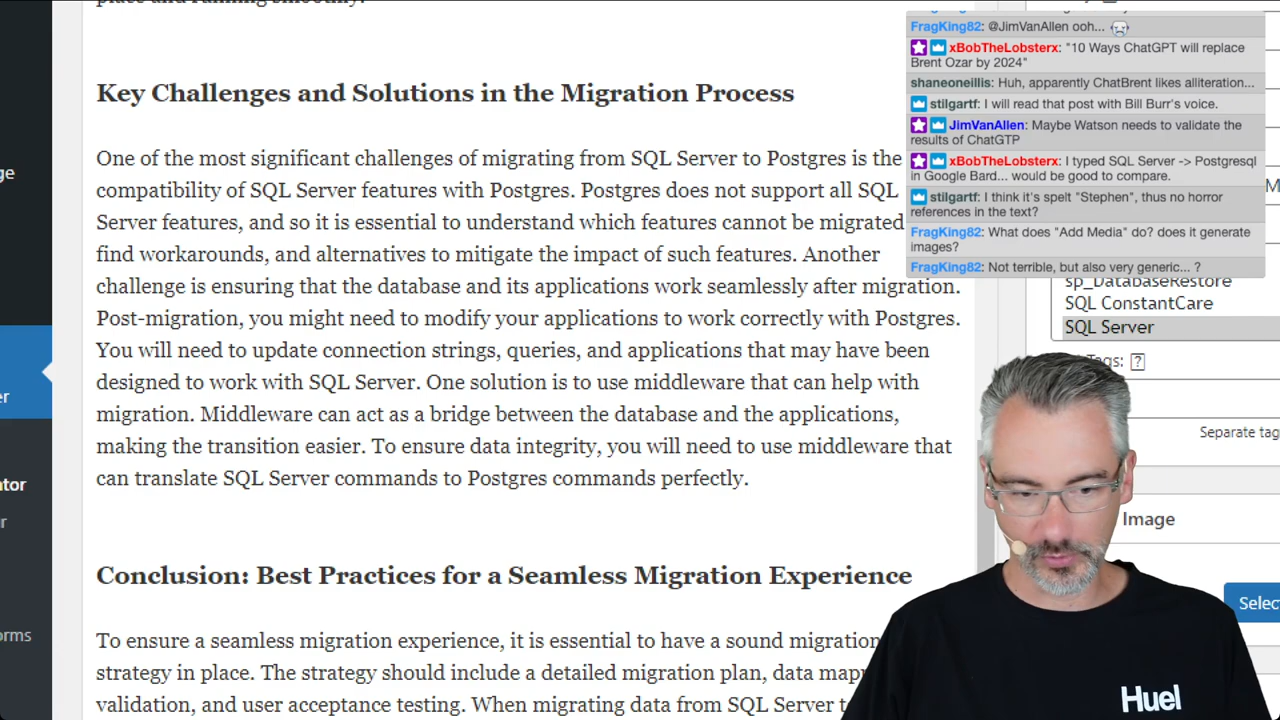 place and running smoothly.
Key Challenges and Solutions in the Migration Process
One of the most significant challenges of migrating from SQL Server to Postgres is the
compatibility of SQL Server features with Postgres. Postgres does not support all SQL
Server features, and so it is essential to understand which features cannot be migrated
find workarounds, and alternatives to mitigate the impact of such features. Another
challenge is ensuring that the database and its applications work seamlessly after migration.
Post-migration, you might need to modify your applications to work correctly with Postgres.
You will need to update connection strings, queries, and applications that may have been
designed to work with SQL Server. One solution is to use middleware that can help with
migration. Middleware can act as a bridge between the database and the applications,
making the transition easier. To ensure data integrity, you will need to use middleware that
can translate SQL Server commands to Postgres commands perfectly.
Conclusion: Best Practices for a Seamless Migration Experience
To ensure a seamless migration experience, it is essential to have a sound migration
strategy in place. The strategy should include a detailed migration plan, data mapp
validation, and user acceptance testing. When migrating data from SQL Server to
FragKing82: @JimVanAllen ooh...
xBobTheLobsterx: "10 Ways ChatGPT will replace
Brent Ozar by 2024"
shaneoneillis: Huh, apparently ChatBrent likes alliteration...
stilgartf: I will read that post with Bill Burr's voice.
JimVanAllen: Maybe Watson needs to validate the
results of ChatGTP
xBobTheLobsterx: I typed SQL Server -> Postgresql
in Google Bard... would be good to compare.
stilgartf: I think it's spelt "Stephen", thus no horror
references in the text?
FragKing82: What does "Add Media" do? does it generate
images?
FragKing82: Not terrible, but also very generic... ?
sp_DatabaseRestore
SQL ConstantCare
SQL Server
Tags: [?]
Separate tag
Image
Selec
Huel
ge
er
tor
r
orms
M